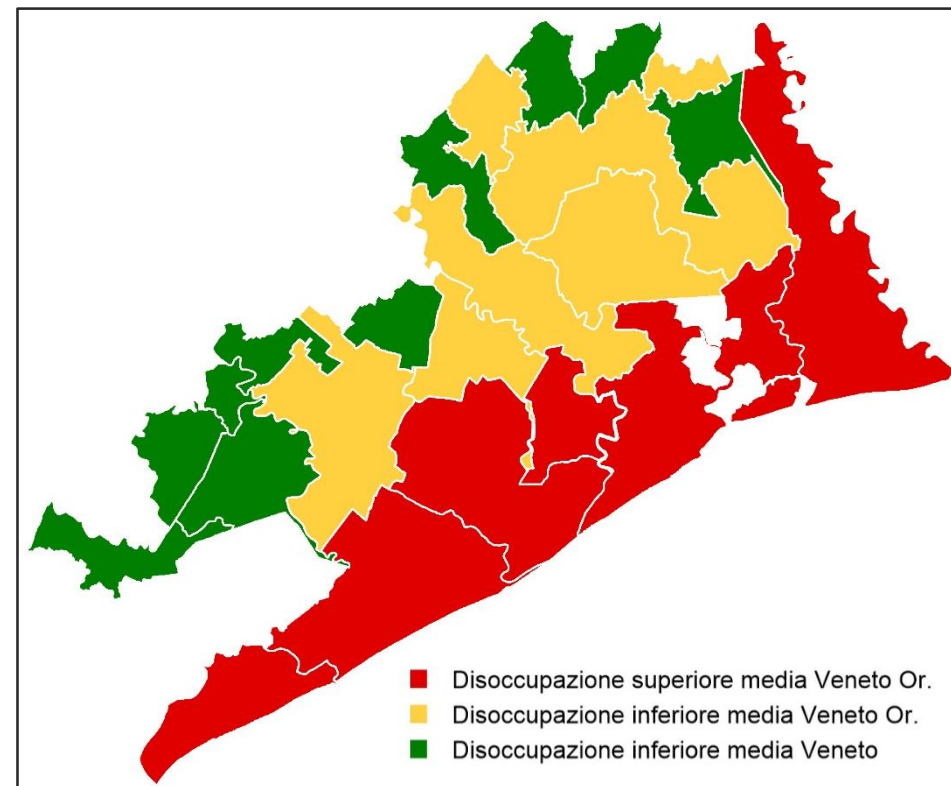 Disoccupazione superiore media Veneto Or.
Disoccupazione inferiore media Veneto Or.
Disoccupazione inferiore media Veneto